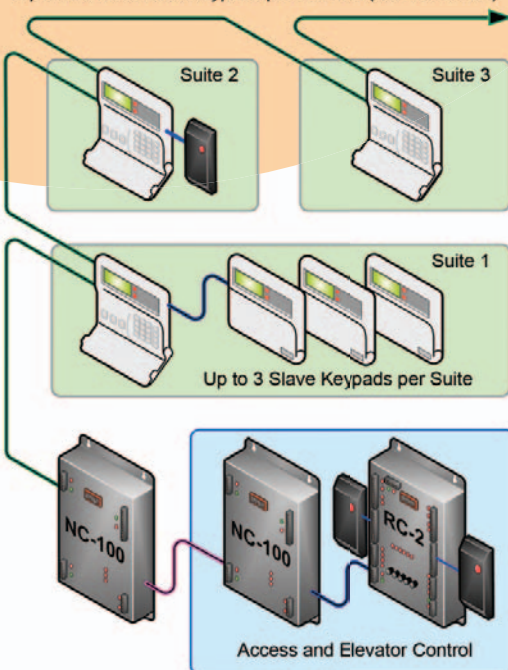 Suite 2
Suite 3
Suite 1
Up to 3 Slave Keypads per Suite
NC-100
NC-100
RC-2
Access and Elevator Control